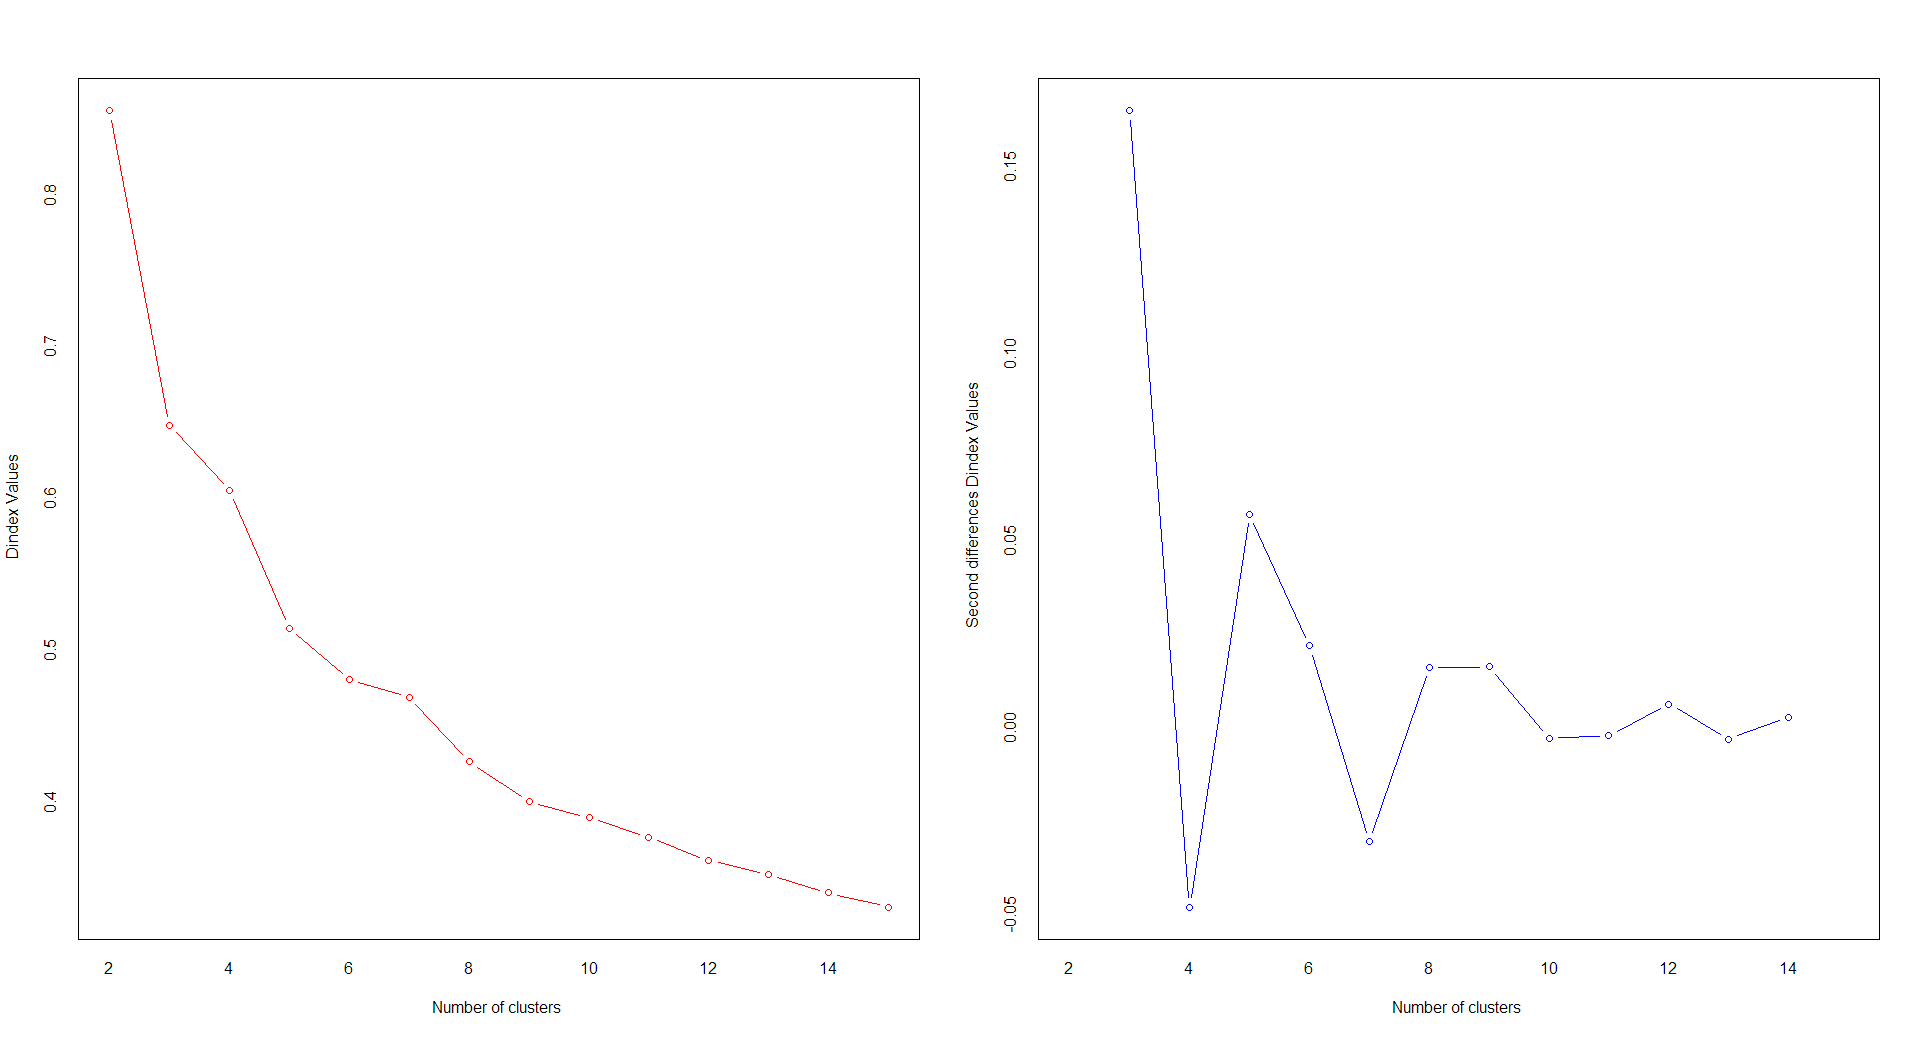 Dindex Values
0.8
0.7
0.6
0.5
0.4
2 4 6 8 10 12 14
Number of clusters
Second differences Dindex Values
0.15
0.10
0.05
0.00
-0.05
2 4 6 8 10 12 14
Number of clusters